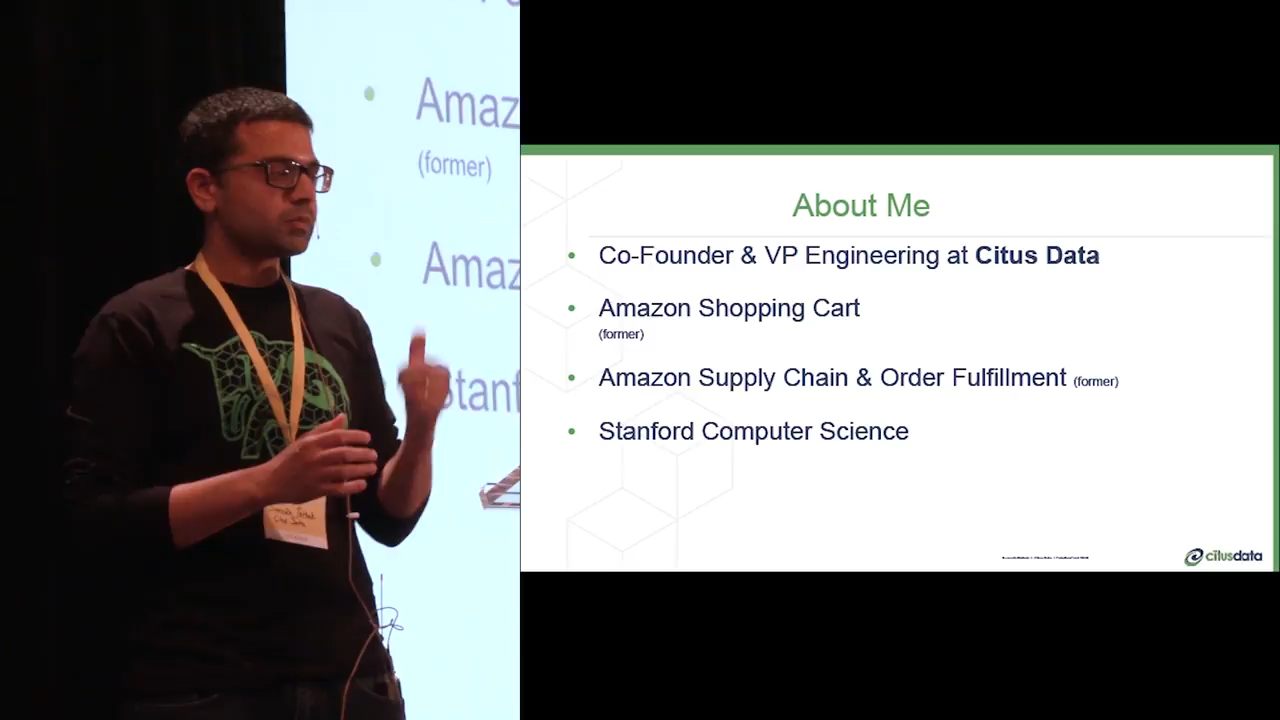 Amaz
(former)
Amaz
Stanf
About Me
• Co-Founder & VP Engineering at Citus Data
• Amazon Shopping Cart
(former)
• Amazon Supply Chain & Order Fulfillment (former)
• Stanford Computer Science
citusdata